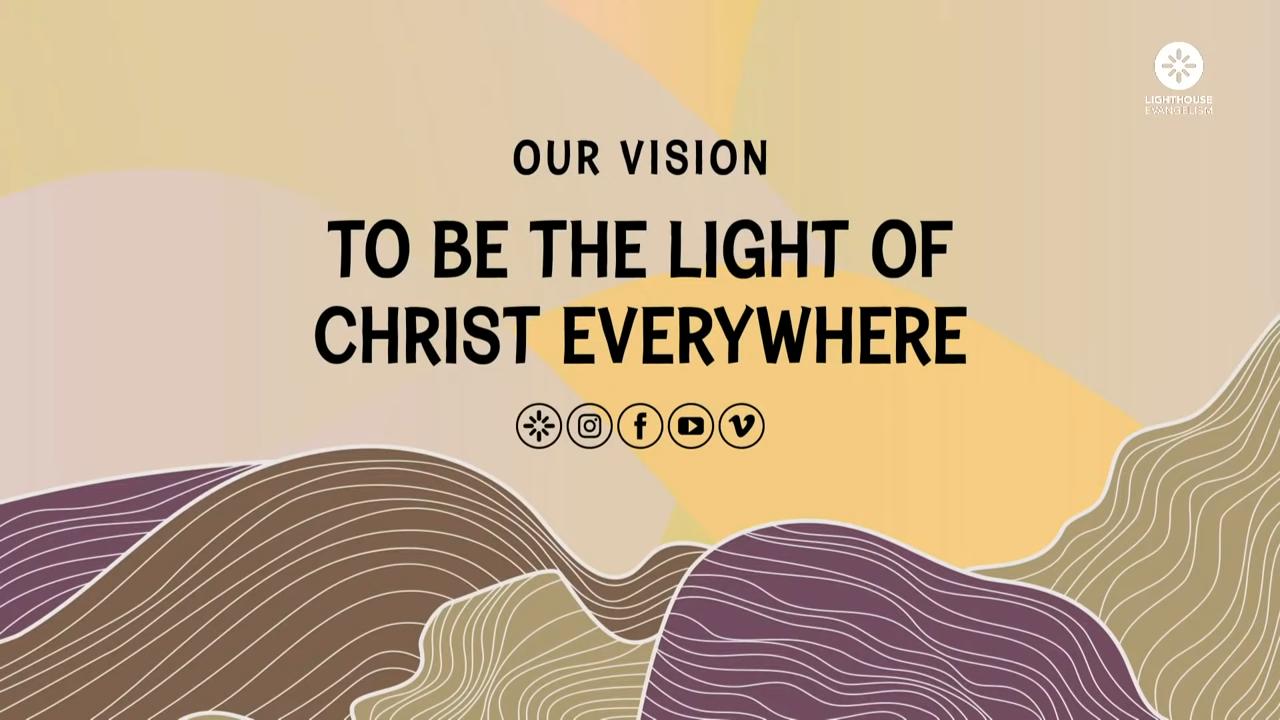 LIGHTHOUSE
EVANGELISM
OUR VISION
TO BE THE LIGHT OF
CHRIST EVERYWHERE